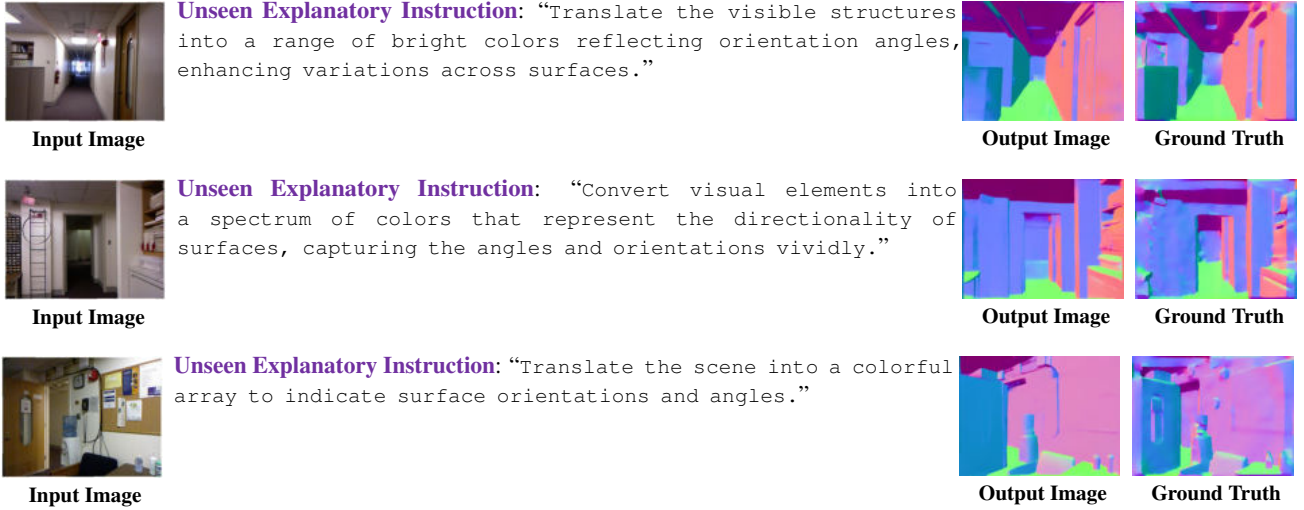 Unseen Explanatory Instruction: “Translate the visible structures
into a range of bright colors reflecting orientation angles,
enhancing variations across surfaces.”
Input Image
Output Image
Ground Truth
Unseen Explanatory Instruction: “Convert visual elements into
a spectrum of colors that represent the directionality of
surfaces, capturing the angles and orientations vividly.”
Input Image
Output Image
Ground Truth
Unseen Explanatory Instruction: “Translate the scene into a colorful
array to indicate surface orientations and angles.”
Input Image
Output Image
Ground Truth